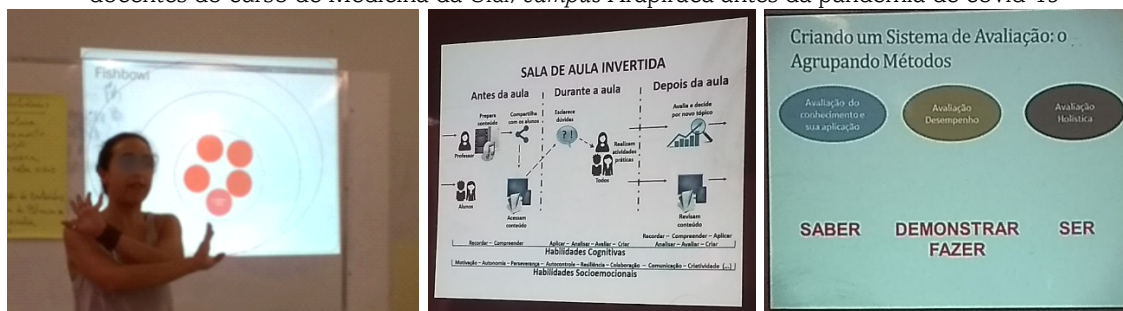 docentes do curso de Medicina da Ufal/campus Arapiraca antes da pandemia de covid-19
Fishbowl
SALA DE AULA INVERTIDA
Antes da aula
Durante a aula
Depois da aula
Prepara conteúdo
Compartilha com os alunos
Esclarece dúvidas
Avalia e decide por novo tópico
Professor
Realizam atividades práticas
Todos
Alunos
Acessam conteúdo
Revisam conteúdo
Recordar – Compreender
Aplicar – Analisar – Avaliar – Criar
Recordar – Compreender – Aplicar
Analisar – Avaliar – Criar
Habilidades Cognitivas
Motivação – Autonomia – Perseverança – Autocontrole – Resiliência – Colaboração – Comunicação – Criatividade (...)
Habilidades Socioemocionais
Criando um Sistema de Avaliação: o
Agrupando Métodos
Avaliação do
conhecimento e
sua aplicação
Avaliação
Desempenho
Avaliação
Holística
SABER
DEMONSTRAR
FAZER
SER